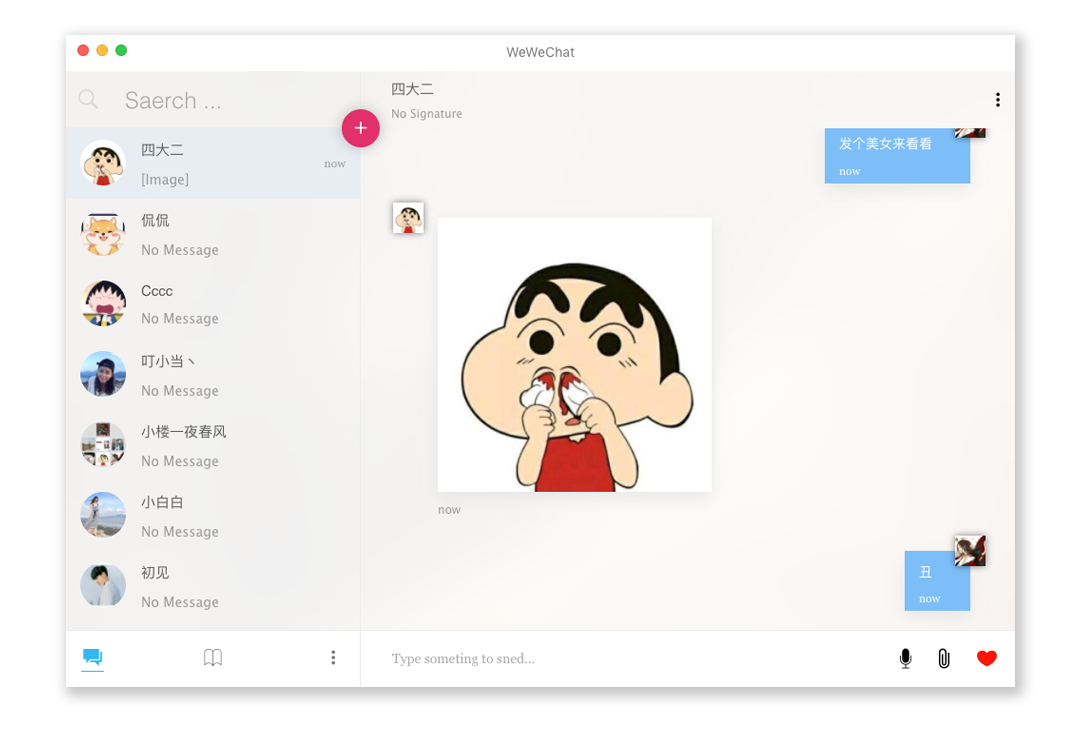 WeWeChat
Saerch ...
四大二
now
[Image]
侃侃
No Message
Cccc
No Message
叮小当丶
No Message
小楼一夜春风
No Message
小白白
No Message
初见
No Message
四大二
No Signature
发个美女来看看
now
now
丑
now
Type someting to sned...